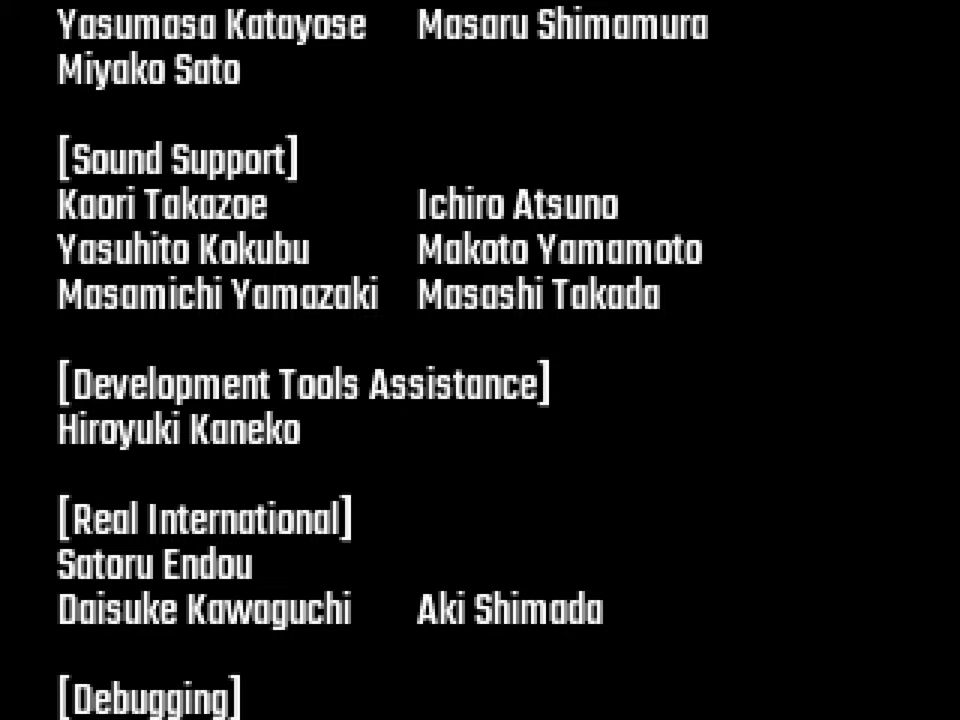 Yasumasa Katayose Masaru Shimamura
Miyako Sato
[Sound Support]
Kaori Takazoe Ichiro Atsuno
Yasuhito Kokubu Makoto Yamamoto
Masamichi Yamazaki Masashi Takada
[Development Tools Assistance]
Hiroyuki Kaneko
[Real International]
Satoru Endou
Daisuke Kawaguchi Aki Shimada
[Debugging]